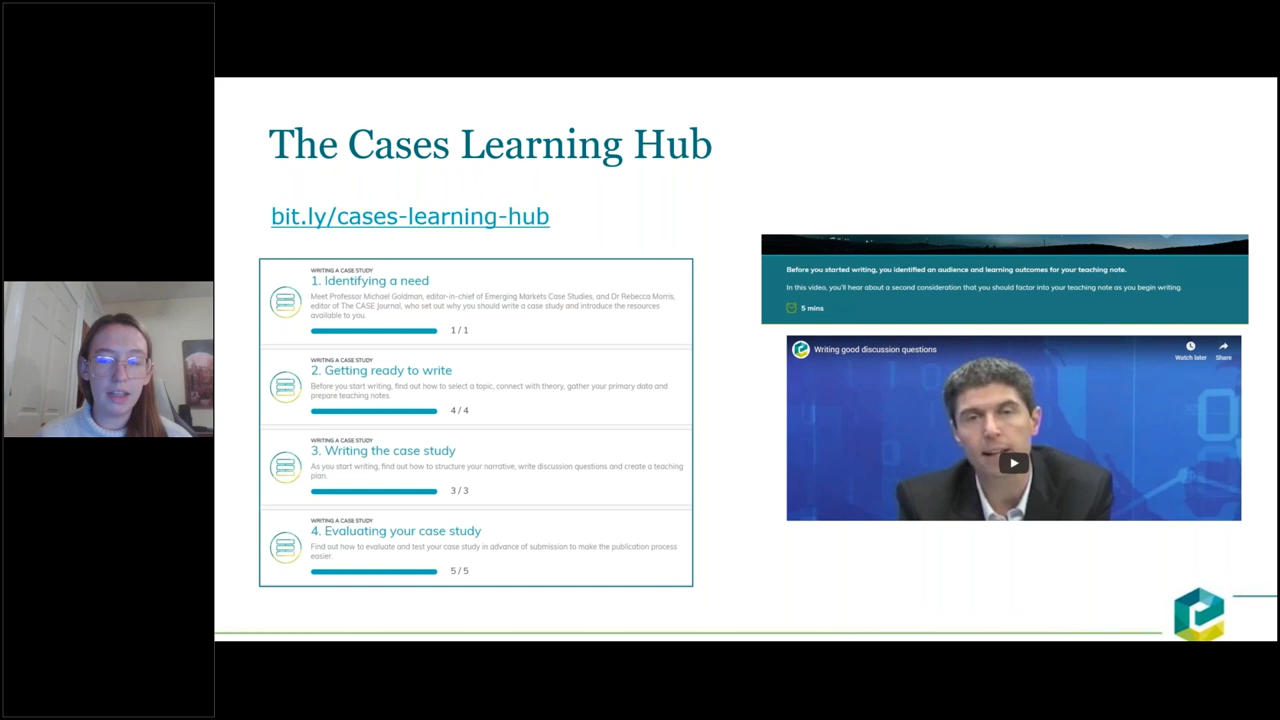 The Cases Learning Hub
bit.ly/cases-learning-hub
WRITING A CASE STUDY
1. Identifying a need
Meet Professor Michael Goldman, editor-in-chief of Emerging Markets Case Studies, and Dr Rebecca Morris,
editor of The CASE Journal, who set out why you should write a case study and introduce the resources
available to you.
1 / 1
WRITING A CASE STUDY
2. Getting ready to write
Before you start writing, find out how to select a topic, connect with theory, gather your primary data and
prepare teaching notes.
4 / 4
WRITING A CASE STUDY
3. Writing the case study
As you start writing, find out how to structure your narrative, write discussion questions and create a teaching
plan.
3 / 3
WRITING A CASE STUDY
4. Evaluating your case study
Find out how to evaluate and test your case study in advance of submission to make the publication process
easier.
5 / 5
Before you started writing, you identified an audience and learning outcomes for your teaching note.
In this video, you'll hear about a second consideration that you should factor into your teaching note as you begin writing.
5 mins
Writing good discussion questions
Watch later
Share